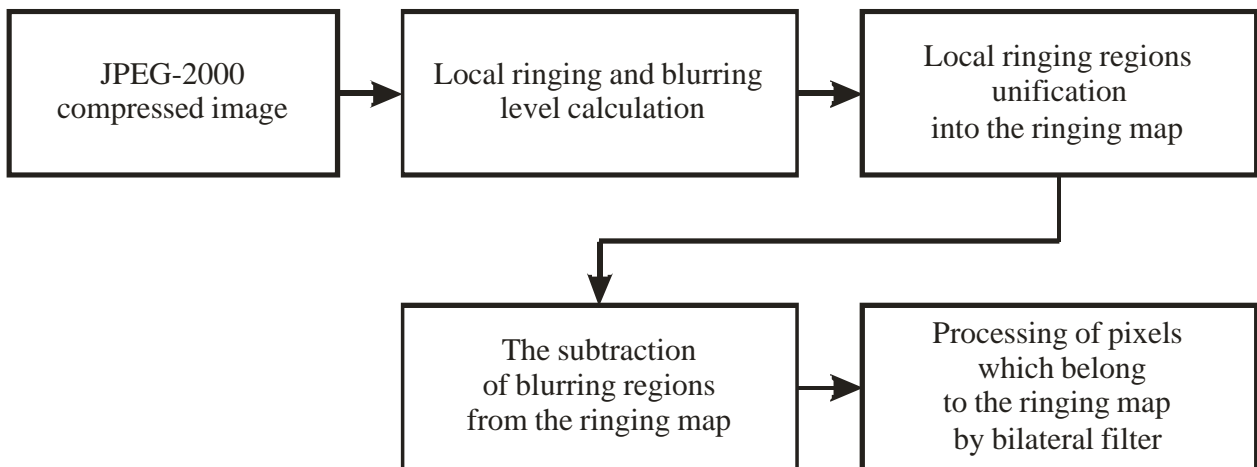 JPEG-2000
compressed image
Local ringing and blurring
level calculation
Local ringing regions
unification
into the ringing map
The subtraction
of blurring regions
from the ringing map
Processing of pixels
which belong
to the ringing map
by bilateral filter